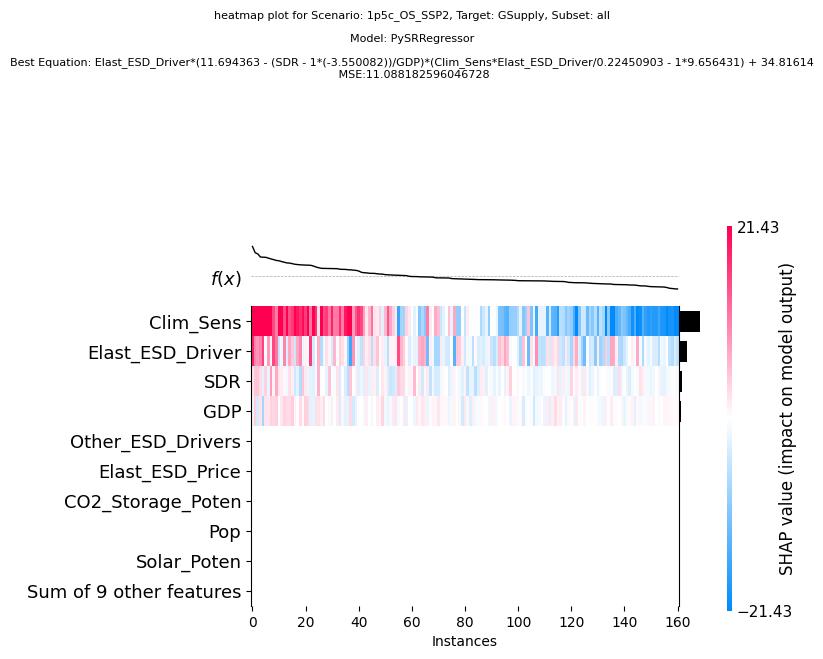 heatmap plot for Scenario: 1p5c_OS_SSP2, Target: GSupply, Subset: all
Model: PySRRegressor
Best Equation: Elast_ESD_Driver*(11.694363 - (SDR - 1*(-3.550082))/GDP)*(Clim_Sens*Elast_ESD_Driver/0.22450903 - 1*9.656431) + 34.81614
MSE:11.088182596046728
21.43
f(x)
Clim_Sens
Elast_ESD_Driver
SDR
GDP
Other_ESD_Drivers
Elast_ESD_Price
CO2_Storage_Poten
Pop
Solar_Poten
Sum of 9 other features
SHAP value (impact on model output)
−21.43
0 20 40 60 80 100 120 140 160
Instances